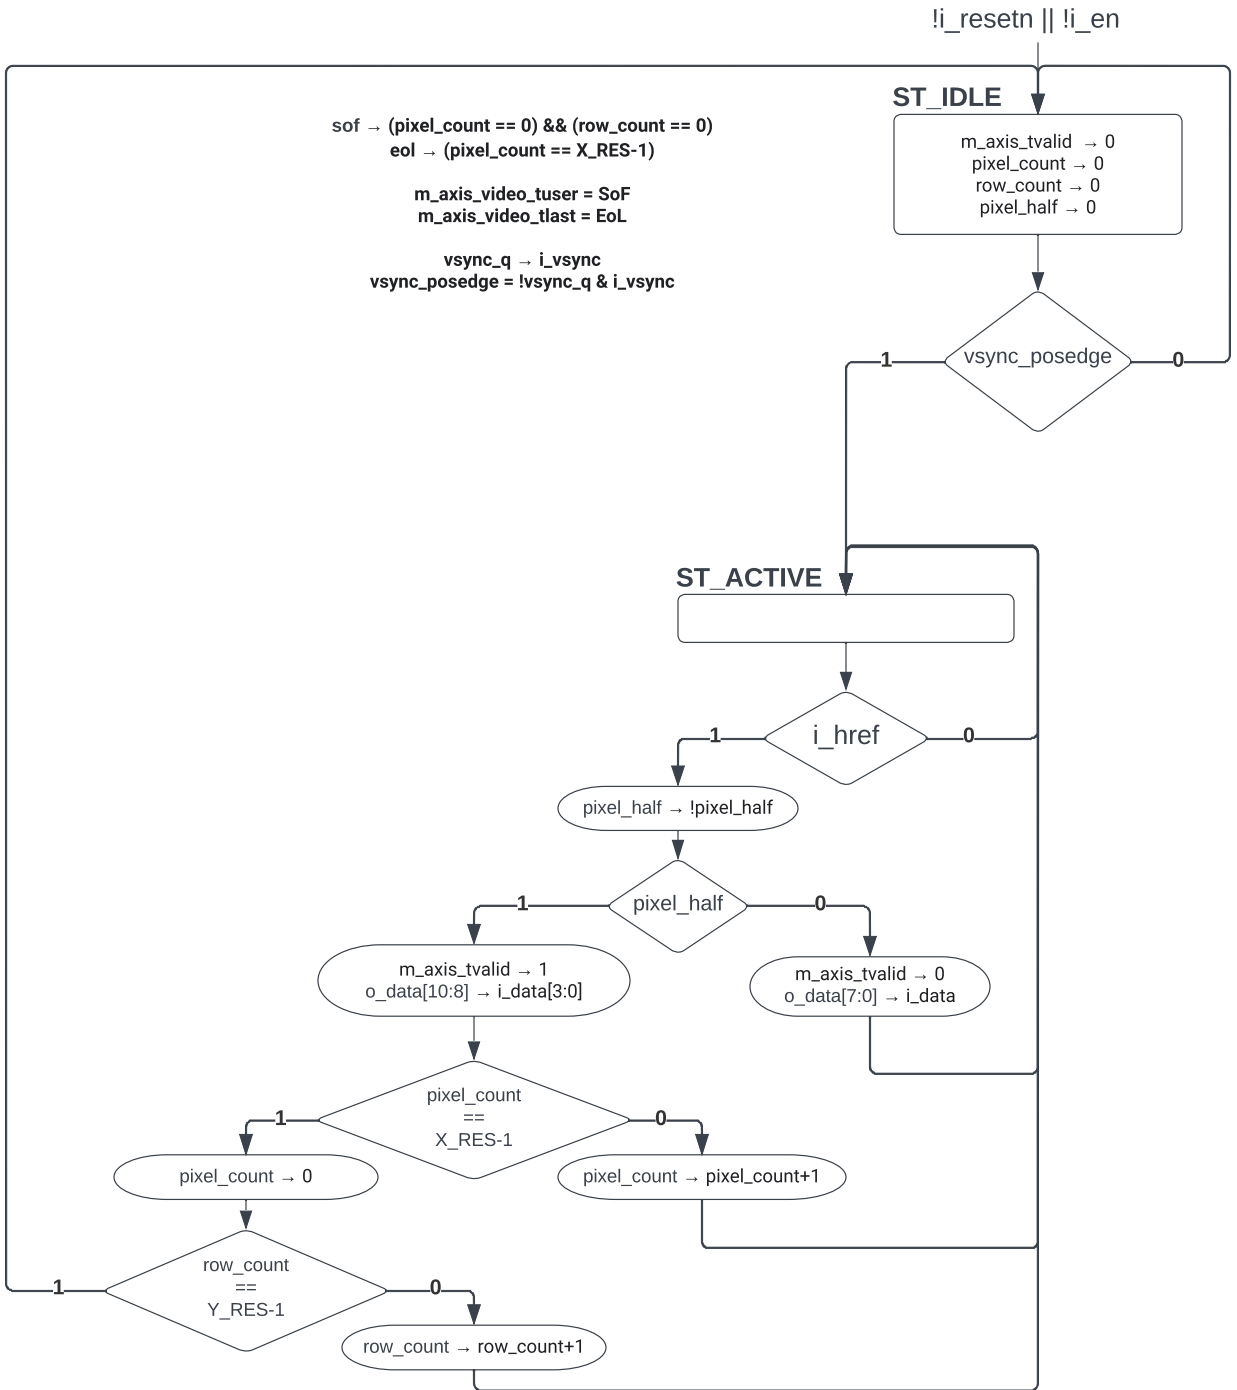 !i_resetn || !i_en
ST_IDLE
sof → (pixel_count == 0) && (row_count == 0)
eol → (pixel_count == X_RES-1)
m_axis_video_tuser = SoF
m_axis_video_tlast = EoL
vsync_q → i_vsync
vsync_posedge = !vsync_q & i_vsync
m_axis_tvalid → 0
pixel_count → 0
row_count → 0
pixel_half → 0
1
vsync_posedge
0
ST_ACTIVE
1
i_href
0
pixel_half → !pixel_half
1
pixel_half
0
m_axis_tvalid → 1
o_data[10:8] → i_data[3:0]
m_axis_tvalid → 0
o_data[7:0] → i_data
1
pixel_count
==
X_RES-1
0
pixel_count → 0
pixel_count → pixel_count+1
1
row_count
==
Y_RES-1
0
row_count → row_count+1